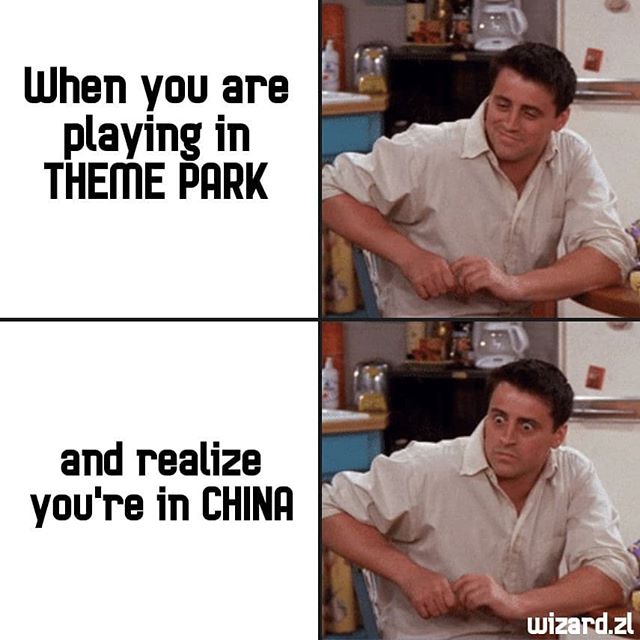 When you are
playing in
THEME PARK
and realize
you're in CHINA
wizard.zl